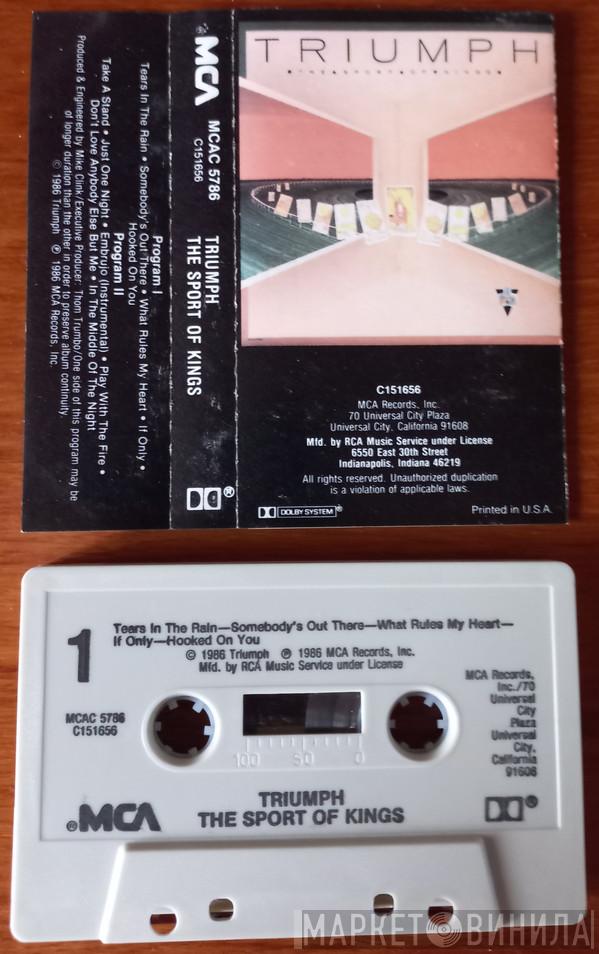 TRIUMPH
•THE•SPORT•OF•KINGS•
C151656
MCA Records, Inc.
70 Universal City Plaza
Universal City, California 91608
Mfd. by RCA Music Service under License
6550 East 30th Street
Indianapolis, Indiana 46219
All rights reserved. Unauthorized duplication
is a violation of applicable laws.
DOLBY SYSTEM®
Printed in U.S.A.
MCA
MCAC 5786
C151656
TRIUMPH
THE SPORT OF KINGS
®
Program I
Tears In The Rain • Somebody's Out There • What Rules My Heart • If Only •
Hooked On You
Program II
Take A Stand • Just One Night • Embrujo (Instrumental) • Play With The Fire •
Don't Love Anybody Else But Me • In The Middle Of The Night
Produced & Engineered by Mike Clink/Executive Producer: Thom Trumbo/One side of this program may be
of longer duration than the other in order to preserve album continuity.
© 1986 Triumph ℗ 1986 MCA Records, Inc.
1
Tears In The Rain—Somebody's Out There—What Rules My Heart—
If Only—Hooked On You
© 1986 Triumph ℗ 1986 MCA Records, Inc.
Mfd. by RCA Music Service under License
MCAC 5786
C151656
MCA Records,
Inc./70
Universal
City
Plaza
Universal
City,
California
91608
100 50 0
®MCA
TRIUMPH
THE SPORT OF KINGS
®
МАРКЕТ ВИНИЛА